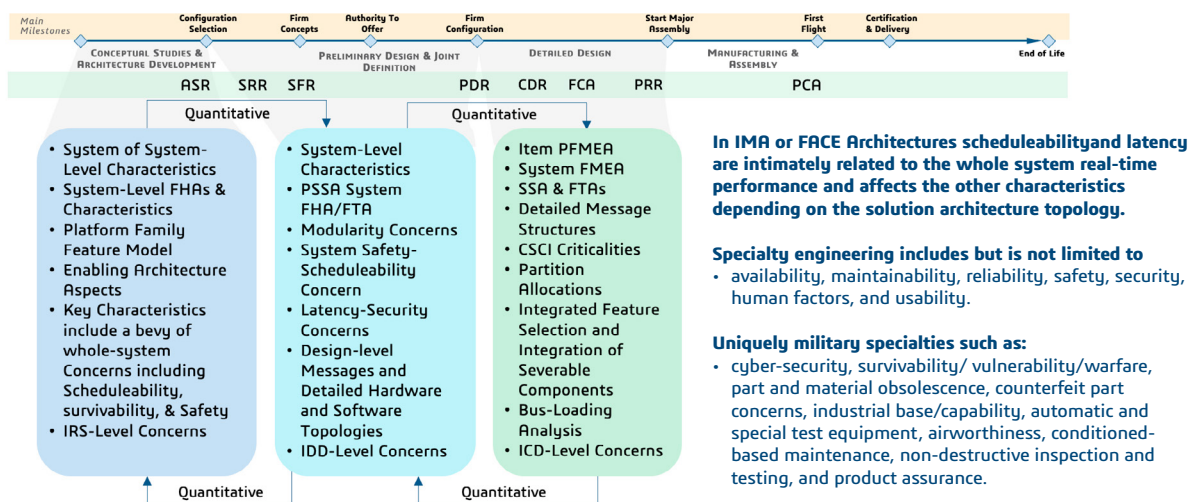 Main
Milestones
Configuration
Selection
Firm
Concepts
Authority To
Offer
Firm
Configuration
Start Major
Assembly
First
Flight
Certification
& Delivery
End of Life
Conceptual Studies &
Architecture Development
Preliminary Design & Joint
Definition
Detailed Design
Manufacturing &
Assembly
ASR SRR SFR PDR CDR FCA PRR PCA
Quantitative
Quantitative
• System of System-
Level Characteristics
• System-Level FHAs &
Characteristics
• Platform Family
Feature Model
• Enabling Architecture
Aspects
• Key Characteristics
include a bevy of
whole-system
Concerns including
Scheduleability,
survivability, & Safety
• IRS-Level Concerns
• System-Level
Characteristics
• PSSA System
FHA/FTA
• Modularity Concerns
• System Safety-
Scheduleability
Concern
• Latency-Security
Concerns
• Design-level
Messages and
Detailed Hardware
and Software
Topologies
• IDD-Level Concerns
• Item PFMEA
• System FMEA
• SSA & FTAs
• Detailed Message
Structures
• CSCI Criticalities
• Partition
Allocations
• Integrated Feature
Selection and
Integration of
Severable
Components
• Bus-Loading
Analysis
• ICD-Level Concerns
Quantitative
Quantitative
In IMA or FACE Architectures scheduleabilityand latency
are intimately related to the whole system real-time
performance and affects the other characteristics
depending on the solution architecture topology.
Specialty engineering includes but is not limited to
• availability, maintainability, reliability, safety, security,
human factors, and usability.
Uniquely military specialties such as:
• cyber-security, survivability/ vulnerability/warfare,
part and material obsolescence, counterfeit part
concerns, industrial base/capability, automatic and
special test equipment, airworthiness, conditioned-
based maintenance, non-destructive inspection and
testing, and product assurance.